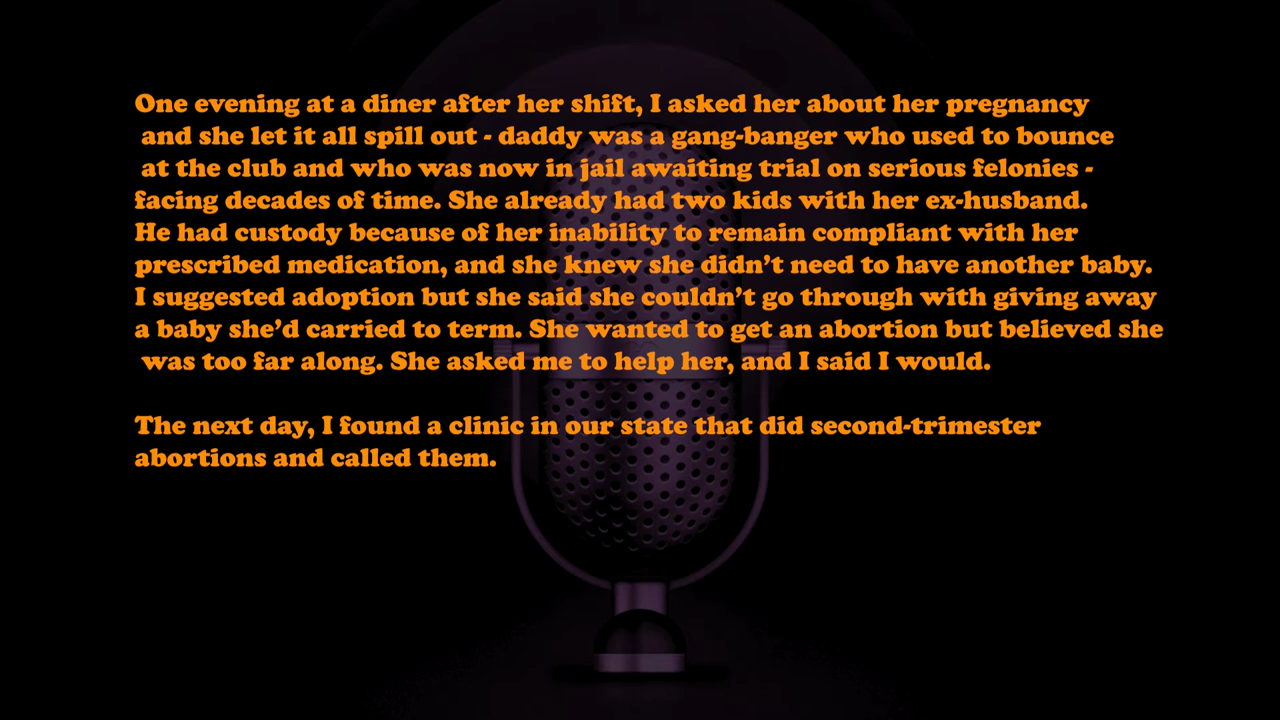 One evening at a diner after her shift, I asked her about her pregnancy
and she let it all spill out - daddy was a gang-banger who used to bounce
at the club and who was now in jail awaiting trial on serious felonies -
facing decades of time. She already had two kids with her ex-husband.
He had custody because of her inability to remain compliant with her
prescribed medication, and she knew she didn’t need to have another baby.
I suggested adoption but she said she couldn’t go through with giving away
a baby she’d carried to term. She wanted to get an abortion but believed she
was too far along. She asked me to help her, and I said I would.
The next day, I found a clinic in our state that did second-trimester
abortions and called them.